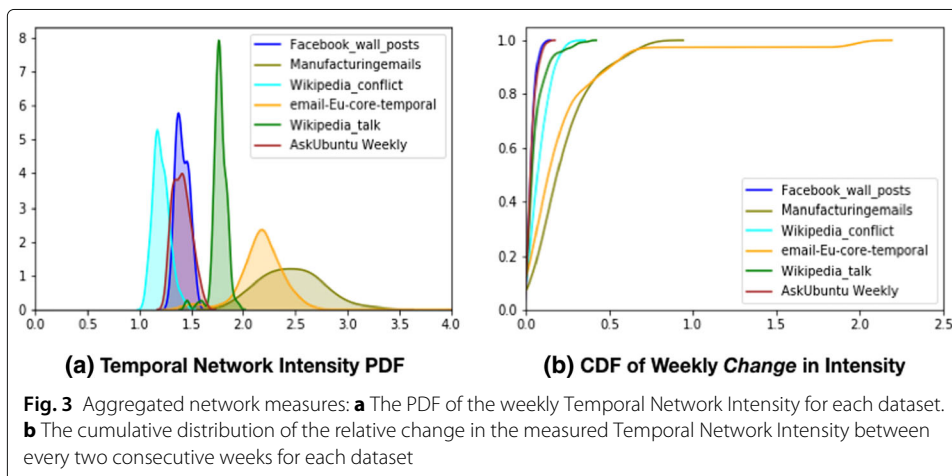 8
7
6
5
4
3
2
1
0
0.0 0.5 1.0 1.5 2.0 2.5 3.0 3.5 4.0
Facebook_wall_posts
Manufacturingemails
Wikipedia_conflict
email-Eu-core-temporal
Wikipedia_talk
AskUbuntu Weekly
(a) Temporal Network Intensity PDF
1.0
0.8
0.6
0.4
0.2
0.0
0.0 0.5 1.0 1.5 2.0 2.5
Facebook_wall_posts
Manufacturingemails
Wikipedia_conflict
email-Eu-core-temporal
Wikipedia_talk
AskUbuntu Weekly
(b) CDF of Weekly Change in Intensity
Fig. 3 Aggregated network measures: a The PDF of the weekly Temporal Network Intensity for each dataset.
b The cumulative distribution of the relative change in the measured Temporal Network Intensity between
every two consecutive weeks for each dataset